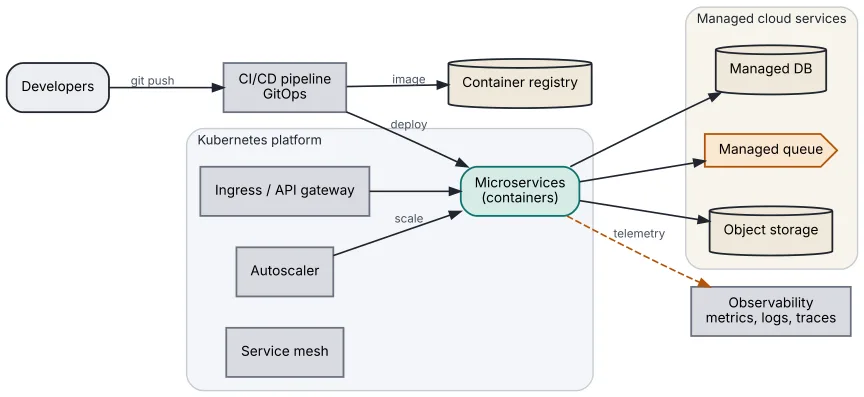 Managed cloud services
Developers
git push
CI/CD pipeline
GitOps
image
Container registry
Managed DB
deploy
Kubernetes platform
Managed queue
Ingress / API gateway
Microservices
(containers)
scale
Object storage
telemetry
Autoscaler
Observability
metrics, logs, traces
Service mesh